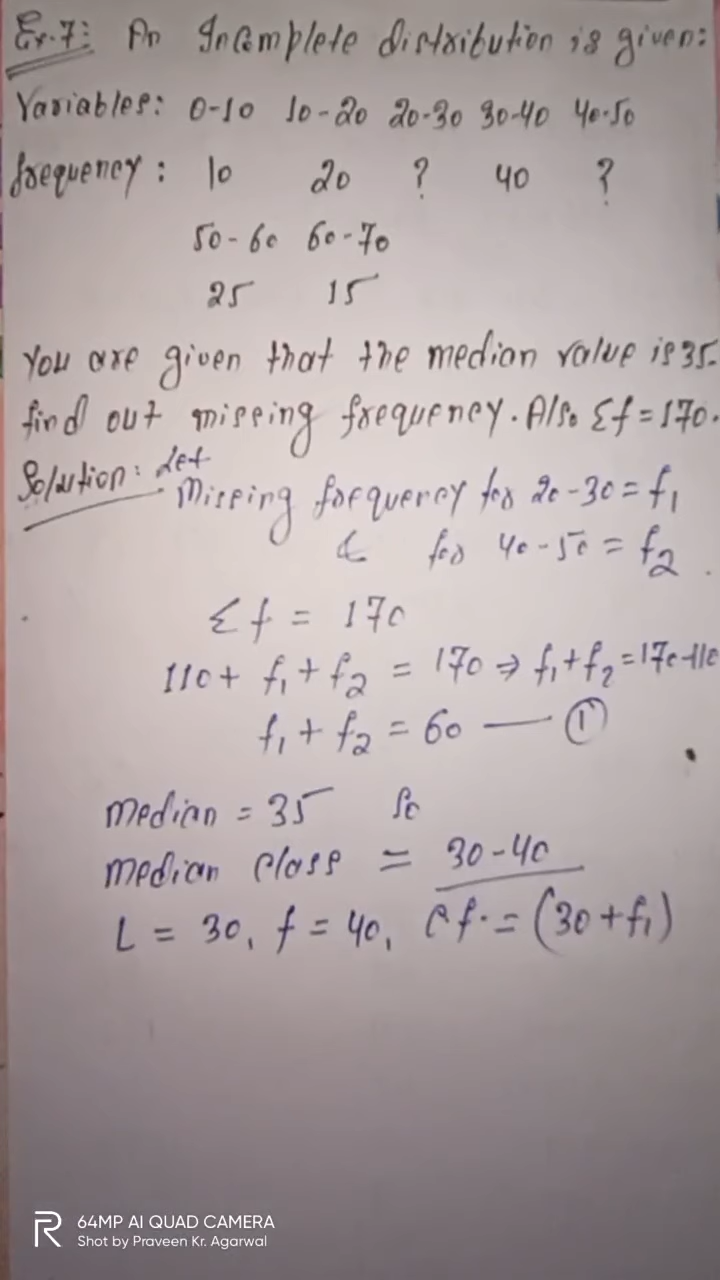 Ex.7: An Incomplete distribution is given:
Variables: 0-10 10-20 20-30 30-40 40-50
frequency: 10 20 ? 40 ?
50-60 60-70
25 15
You are given that the median value is 35.
find out missing frequency. Also Σf = 170.
Solution: let
Missing frequency for 20-30 = f₁
& for 40-50 = f₂
Σf = 170
110 + f₁ + f₂ = 170 ⇒ f₁ + f₂ = 170-110
f₁ + f₂ = 60 — ①
median = 35 So
median class = 30-40
L = 30, f = 40, Cf. = (30 + f₁)
R 64MP AI QUAD CAMERA
Shot by Praveen Kr. Agarwal